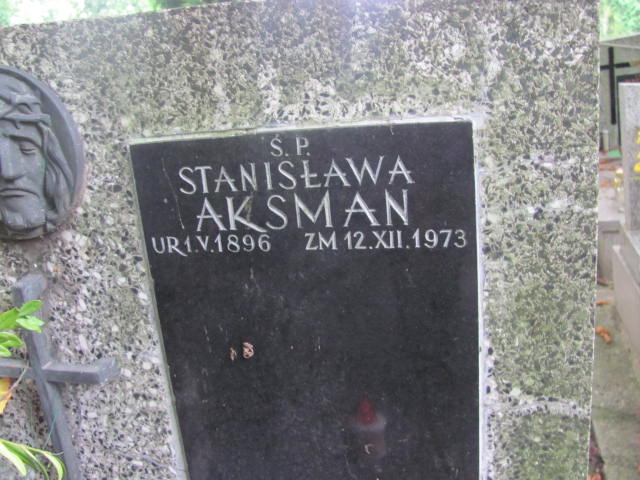 Ś.P.
STANISŁAWA
AKSMAN
UR 1.V.1896 ZM 12.XII.1973